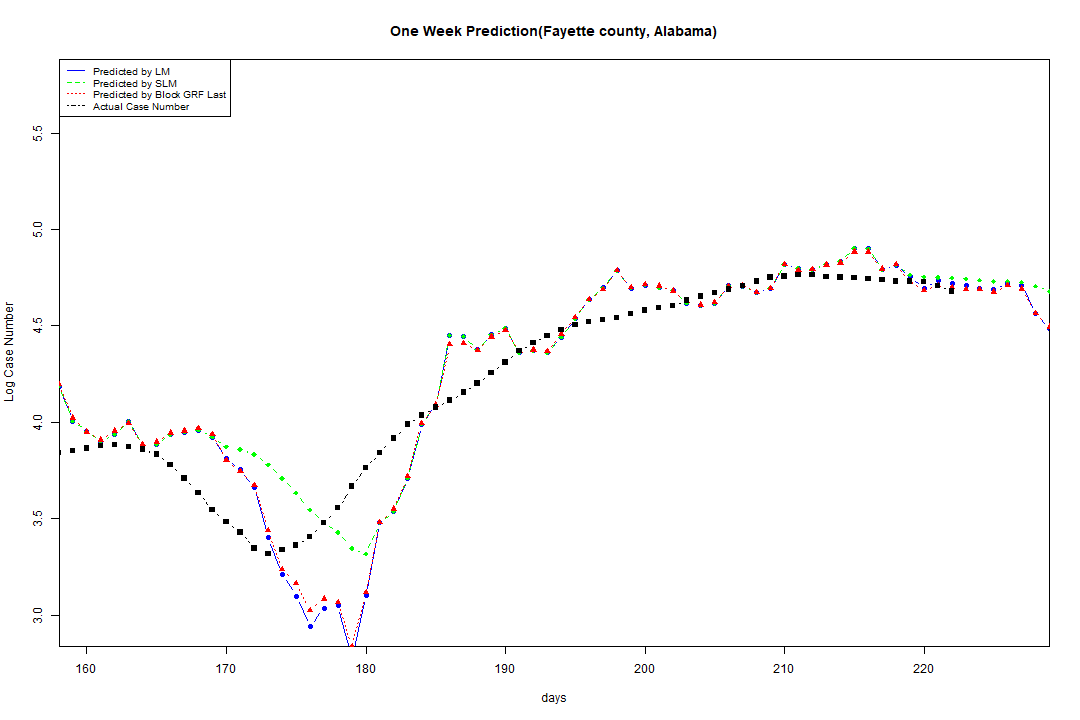 One Week Prediction(Fayette county, Alabama)
Predicted by LM
Predicted by SLM
Predicted by Block GRF Last
Actual Case Number
5.5
5.0
4.5
4.0
3.5
3.0
Log Case Number
160 170 180 190 200 210 220
days